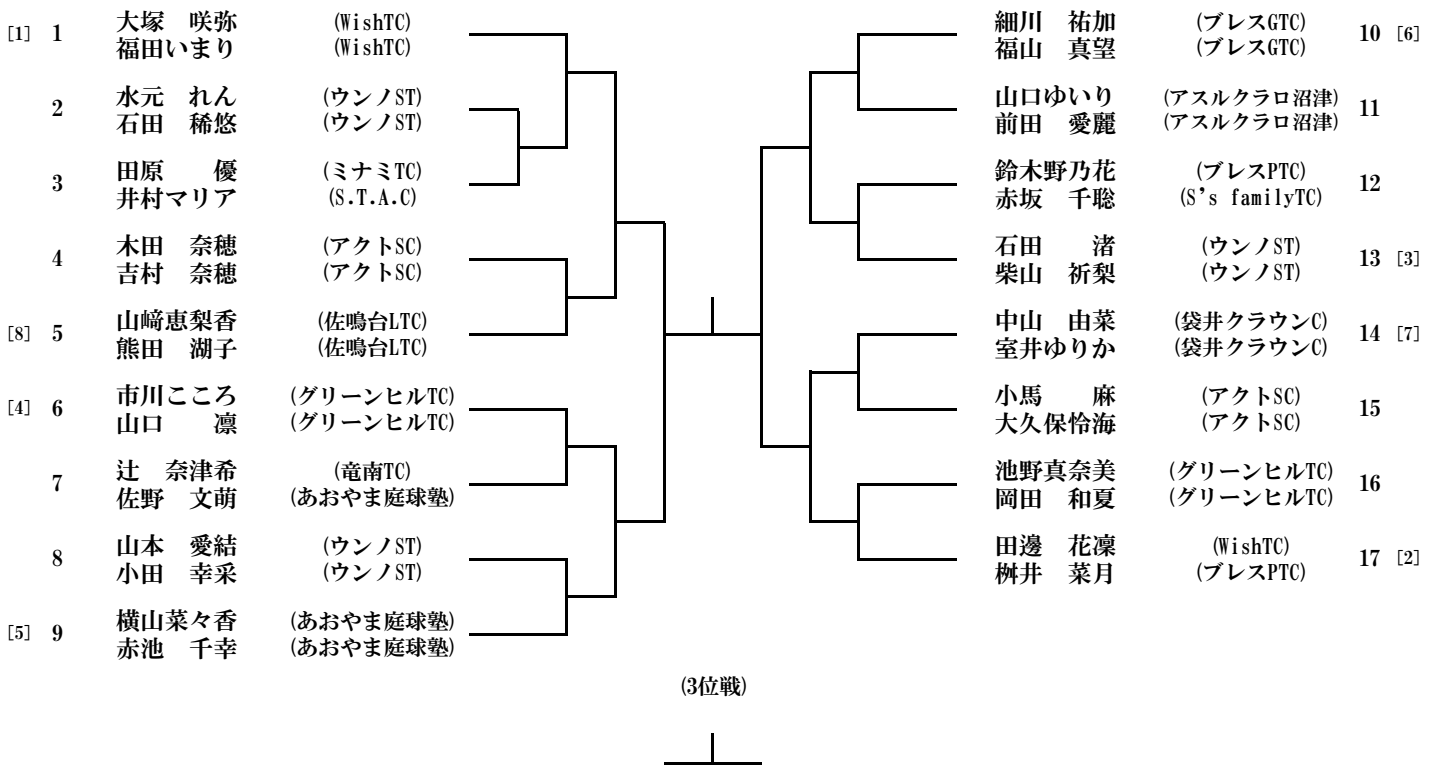 [1] 1 大塚 咲弥 (WishTC)
福田いまり (WishTC)
2 水元 れん (ウンノST)
石田 稀悠 (ウンノST)
3 田原 優 (ミナミTC)
井村マリア (S.T.A.C)
4 木田 奈穂 (アクトSC)
吉村 奈穂 (アクトSC)
[8] 5 山﨑恵梨香 (佐鳴台LTC)
熊田 湖子 (佐鳴台LTC)
[4] 6 市川こころ (グリーンヒルTC)
山口 凛 (グリーンヒルTC)
7 辻 奈津希 (竜南TC)
佐野 文萌 (あおやま庭球塾)
8 山本 愛結 (ウンノST)
小田 幸采 (ウンノST)
[5] 9 横山菜々香 (あおやま庭球塾)
赤池 千幸 (あおやま庭球塾)
細川 祐加 (ブレスGTC) 10 [6]
福山 真望 (ブレスGTC)
山口ゆいり (アスルクラロ沼津) 11
前田 愛麗 (アスルクラロ沼津)
鈴木野乃花 (ブレスPTC) 12
赤坂 千聡 (S's familyTC)
石田 渚 (ウンノST) 13 [3]
柴山 祈梨 (ウンノST)
中山 由菜 (袋井クラウンC) 14 [7]
室井ゆりか (袋井クラウンC)
小馬 麻 (アクトSC) 15
大久保怜海 (アクトSC)
池野真奈美 (グリーンヒルTC) 16
岡田 和夏 (グリーンヒルTC)
田邊 花凜 (WishTC) 17 [2]
桝井 菜月 (ブレスPTC)
(3位戦)